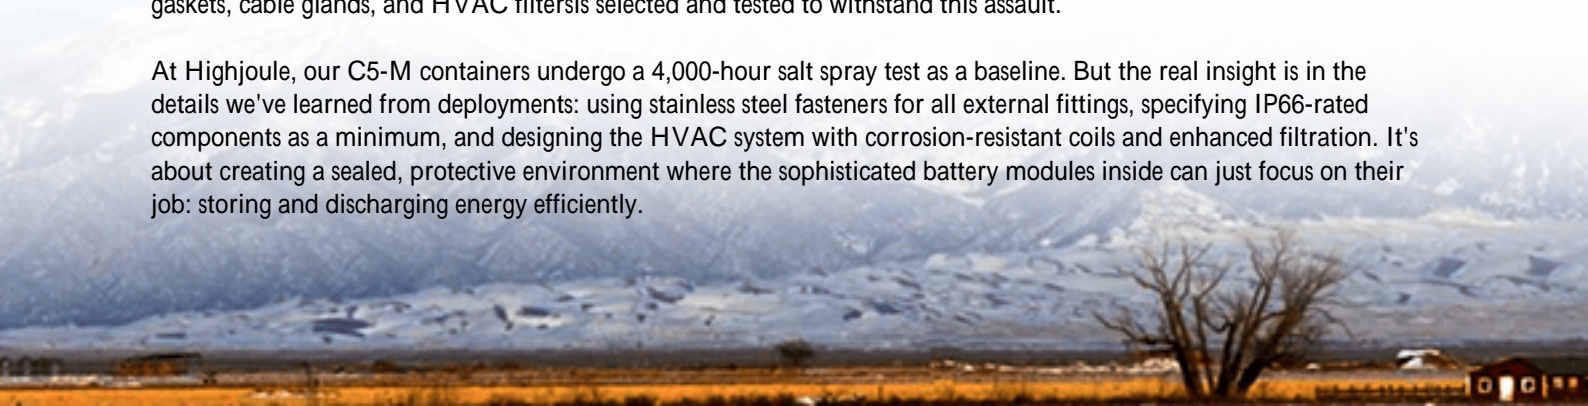 gaskets, cable glands, and HVAC filtersis selected and tested to withstand this assault.
At Highjoule, our C5-M containers undergo a 4,000-hour salt spray test as a baseline. But the real insight is in the
details we've learned from deployments: using stainless steel fasteners for all external fittings, specifying IP66-rated
components as a minimum, and designing the HVAC system with corrosion-resistant coils and enhanced filtration. It's
about creating a sealed, protective environment where the sophisticated battery modules inside can just focus on their
job: storing and discharging energy efficiently.